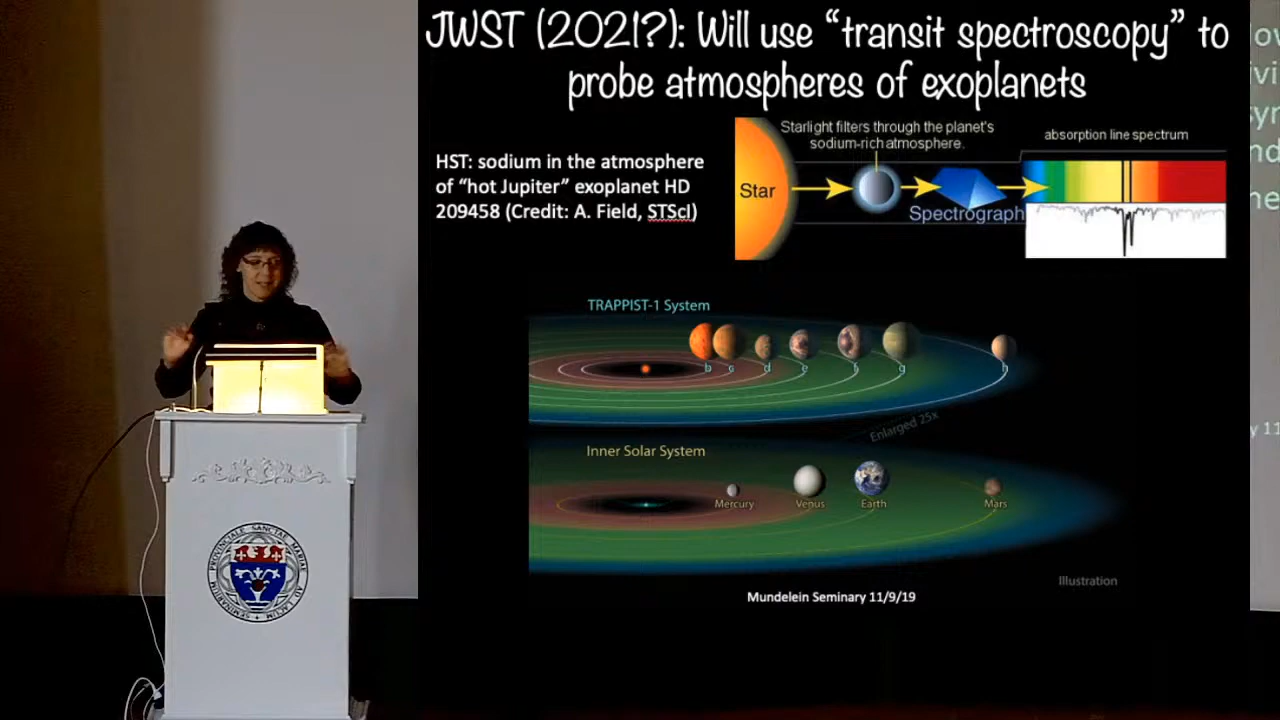 JWST (2021?): Will use “transit spectroscopy” to
probe atmospheres of exoplanets
HST: sodium in the atmosphere
of “hot Jupiter” exoplanet HD
209458 (Credit: A. Field, STScI)
Starlight filters through the planet's
sodium-rich atmosphere.
absorption line spectrum
Star
Spectrograph
TRAPPIST-1 System
b c d e f g h
Enlarged 25x
Inner Solar System
Mercury Venus Earth Mars
Illustration
Mundelein Seminary 11/9/19